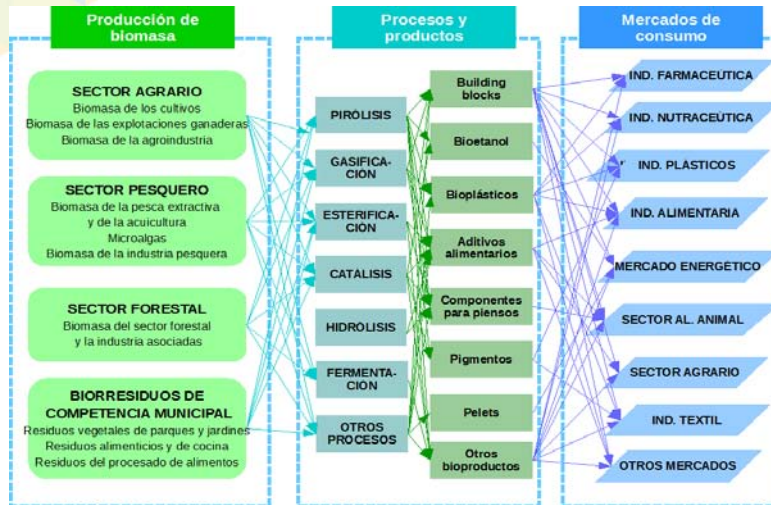 Producción de
biomasa
Procesos y
productos
Mercados de
consumo
SECTOR AGRARIO
Biomasa de los cultivos
Biomasa de las explotaciones ganaderas
Biomasa de la agroindustria
SECTOR PESQUERO
Biomasa de la pesca extractiva
y de la acuicultura
Microalgas
Biomasa de la industria pesquera
SECTOR FORESTAL
Biomasa del sector forestal
y la industria asociadas
BIORRESIDUOS DE
COMPETENCIA MUNICIPAL
Residuos vegetales de parques y jardines
Residuos alimenticios y de cocina
Residuos del procesado de alimentos
PIRÓLISIS
GASIFICA-
CIÓN
ESTERIFICA-
CIÓN
CATÁLISIS
HIDRÓLISIS
FERMENTA-
CIÓN
OTROS
PROCESOS
Building
blocks
Bioetanol
Bioplásticos
Aditivos
alimentarios
Componentes
para piensos
Pigmentos
Pelets
Otros
bioproductos
IND. FARMACEÚTICA
IND. NUTRACEÚTICA
IND. PLÁSTICOS
IND. ALIMENTARIA
MERCADO ENERGÉTICO
SECTOR AL. ANIMAL
SECTOR AGRARIO
IND. TEXTIL
OTROS MERCADOS